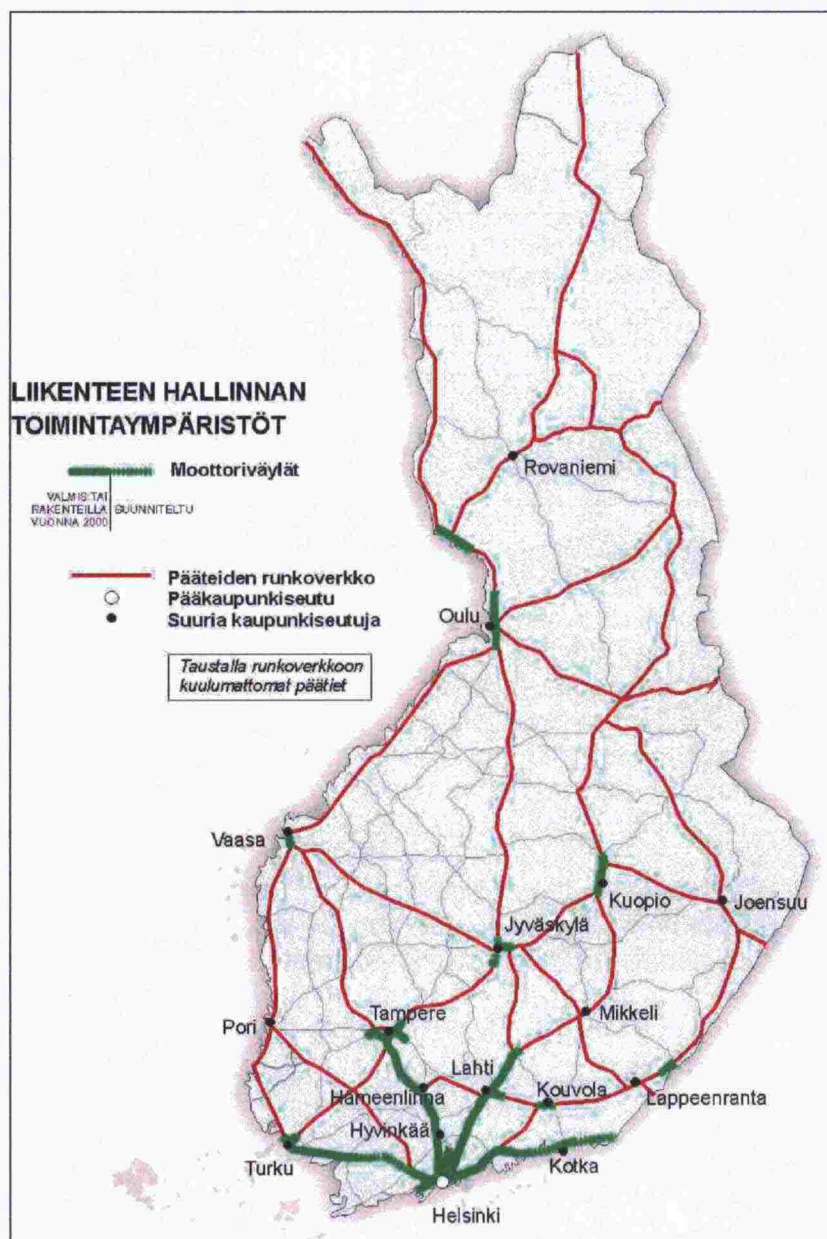 LIIKENTEEN HALLINNAN
TOIMINTAYMPÄRISTÖT
Moottoriväylät
VALMIS TAI
RAKENTEILLA
VUONNA 2000
SUUNNITELTU
Pääteiden runkoverkko
Pääkaupunkiseutu
Suuria kaupunkiseutuja
Taustalla runkoverkkoon
kuulumattomat päätiet
Rovaniemi
Oulu
Vaasa
Kuopio
Joensuu
Jyväskylä
Pori
Tampere
Mikkeli
Lahti
Hämeenlinna
Kouvola
Lappeenranta
Hyvinkää
Turku
Kotka
Helsinki